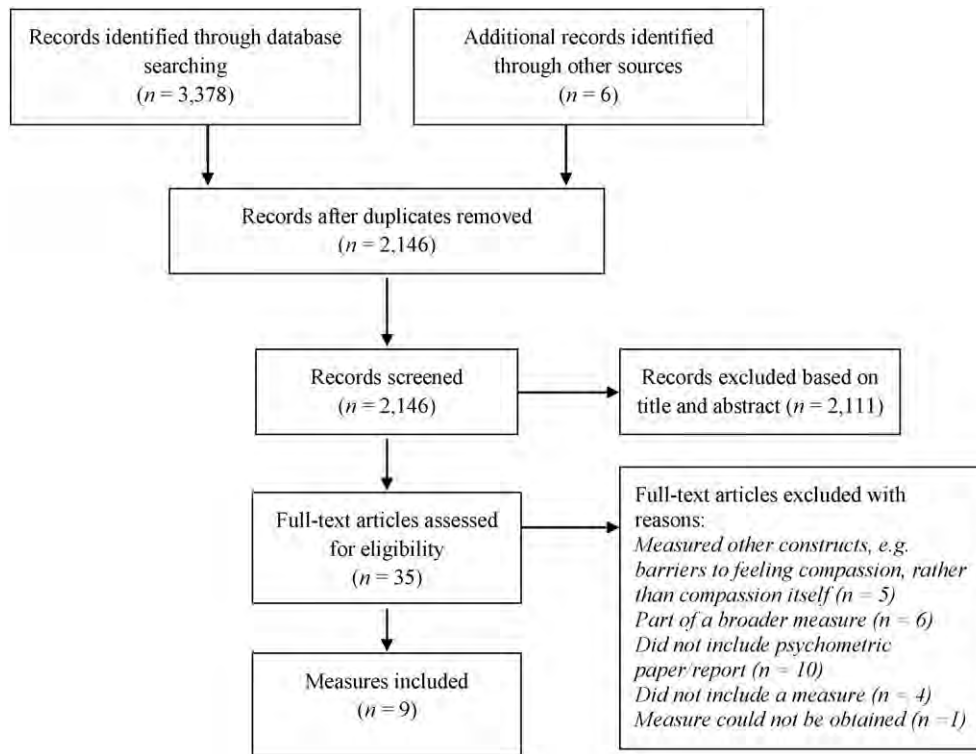 Records identified through database
searching
(n = 3,378)
Additional records identified
through other sources
(n = 6)
Records after duplicates removed
(n = 2,146)
Records screened
(n = 2,146)
Records excluded based on
title and abstract (n = 2,111)
Full-text articles assessed
for eligibility
(n = 35)
Full-text articles excluded with
reasons:
Measured other constructs, e.g.
barriers to feeling compassion, rather
than compassion itself (n = 5)
Part of a broader measure (n = 6)
Did not include psychometric
paper/report (n = 10)
Did not include a measure (n = 4)
Measure could not be obtained (n =1)
Measures included
(n = 9)